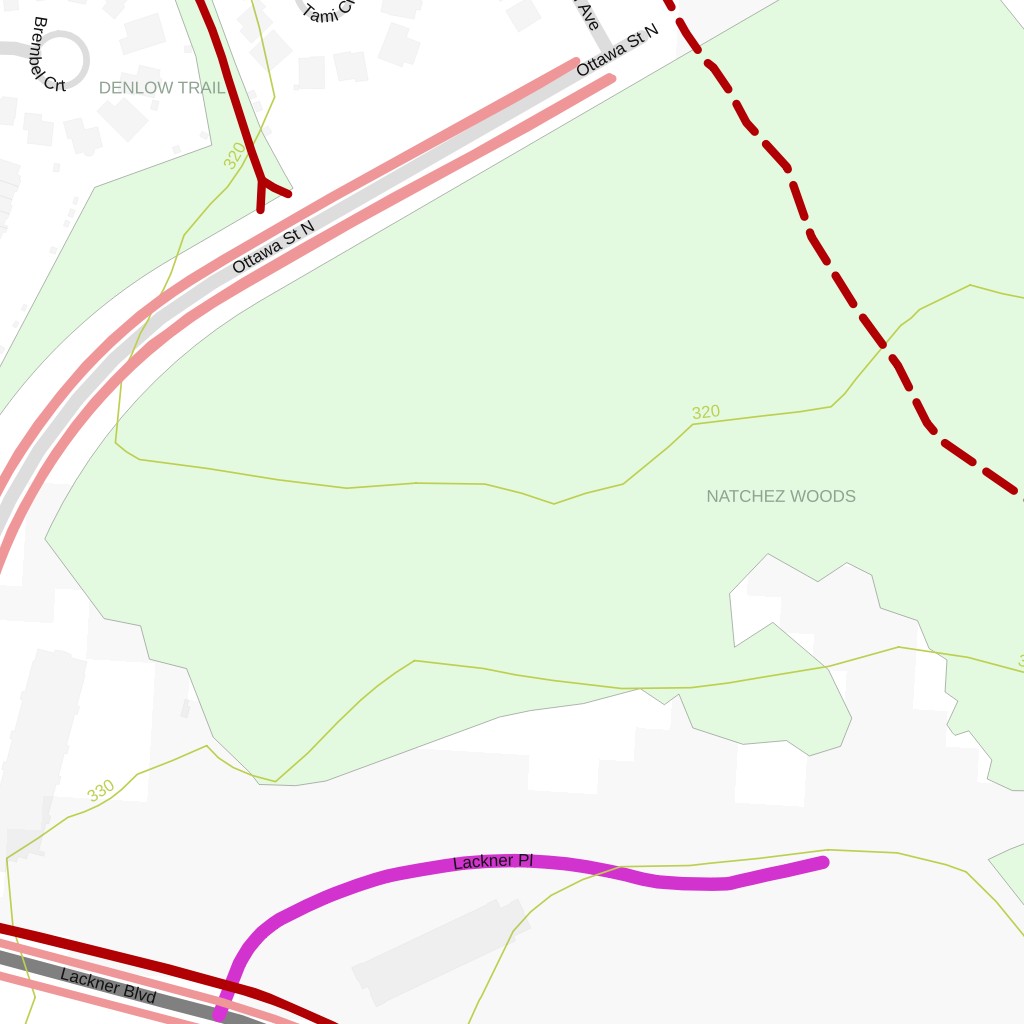 Brembel Crt
Tami C
Ave
Ottawa St N
DENLOW TRAIL
320
Ottawa St N
320
NATCHEZ WOODS
330
Lackner Pl
Lackner Blvd